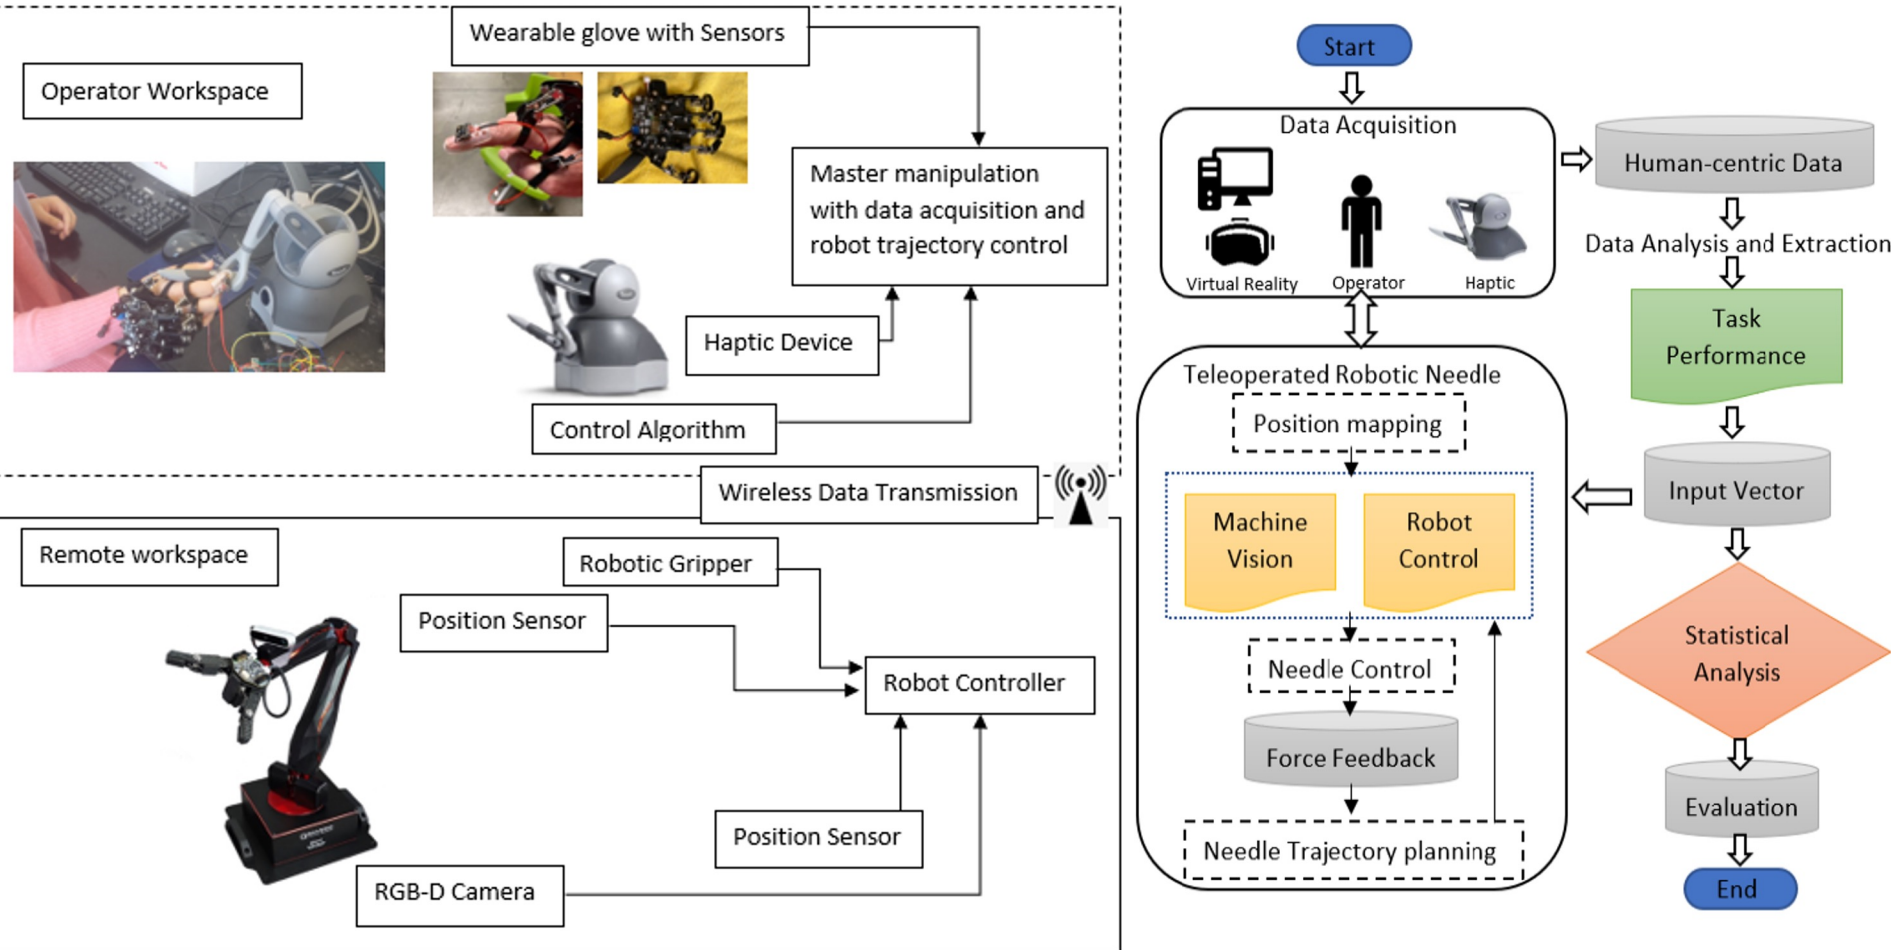 Wearable glove with Sensors
Operator Workspace
Master manipulation
with data acquisition and
robot trajectory control
Haptic Device
Control Algorithm
Wireless Data Transmission
Remote workspace
Robotic Gripper
Position Sensor
Robot Controller
Position Sensor
RGB-D Camera
Start
Data Acquisition
Virtual Reality
Operator
Haptic
Human-centric Data
Data Analysis and Extraction
Task
Performance
Input Vector
Teleoperated Robotic Needle
Position mapping
Machine
Vision
Robot
Control
Needle Control
Force Feedback
Needle Trajectory planning
Statistical
Analysis
Evaluation
End